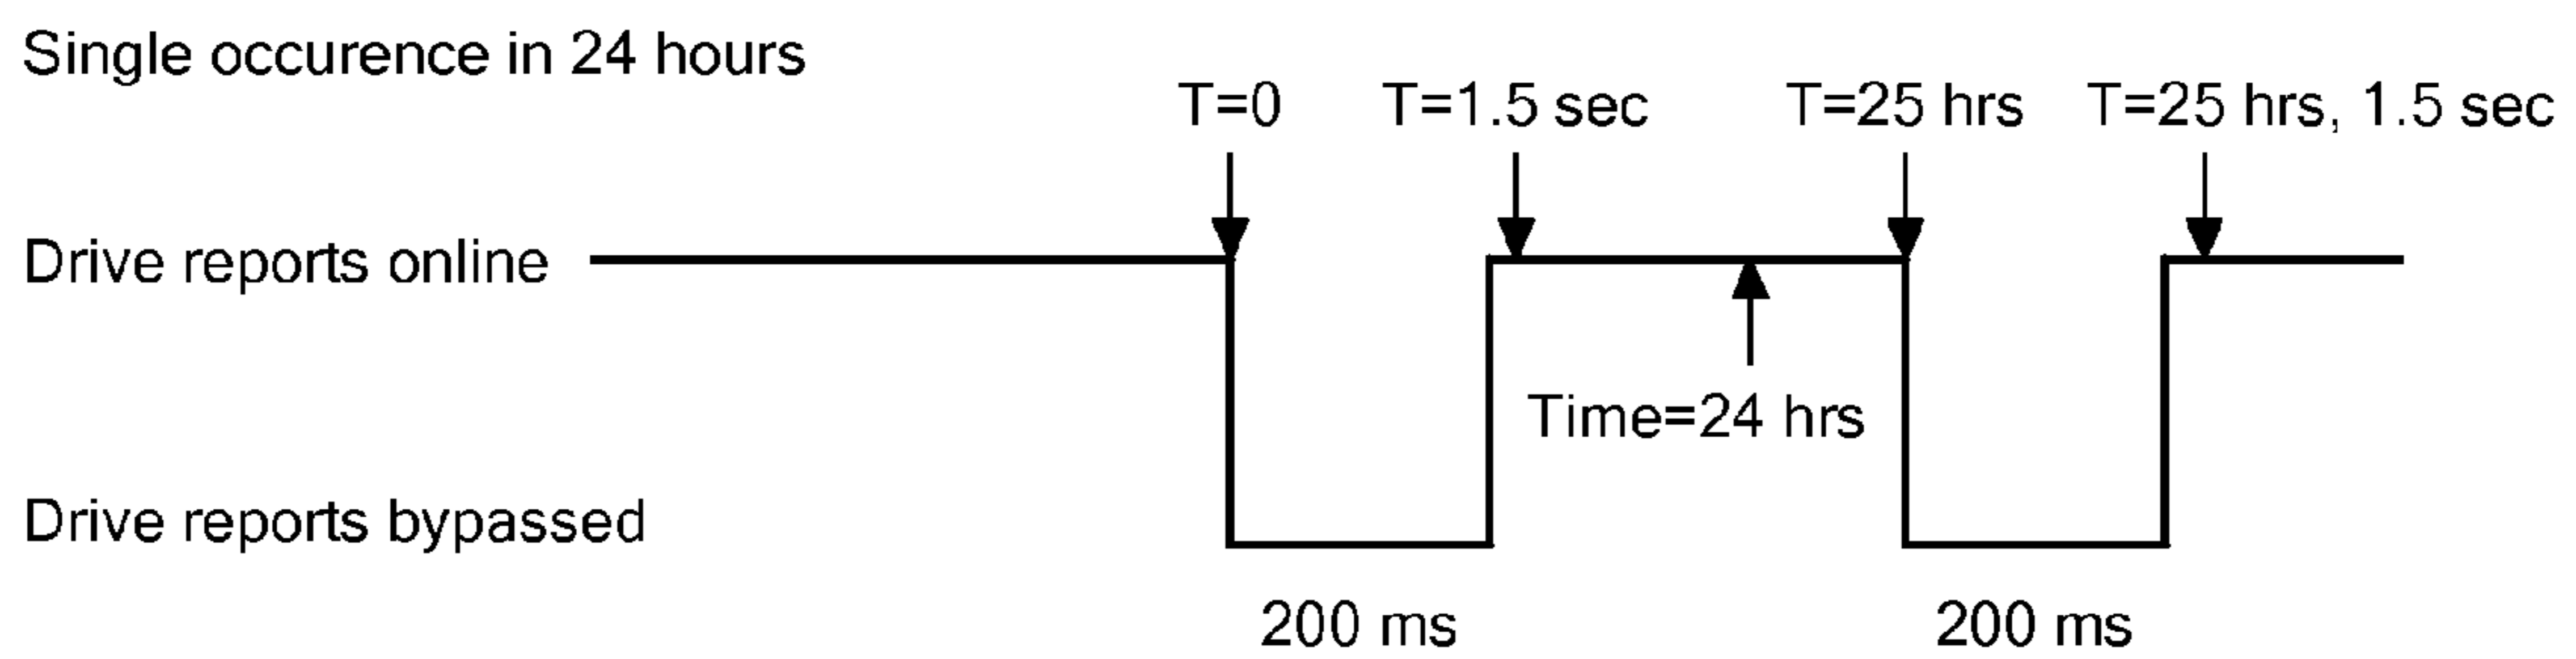 Single occurence in 24 hours
T=0 T=1.5 sec T=25 hrs T=25 hrs, 1.5 sec
Drive reports online
Time=24 hrs
Drive reports bypassed
200 ms 200 ms